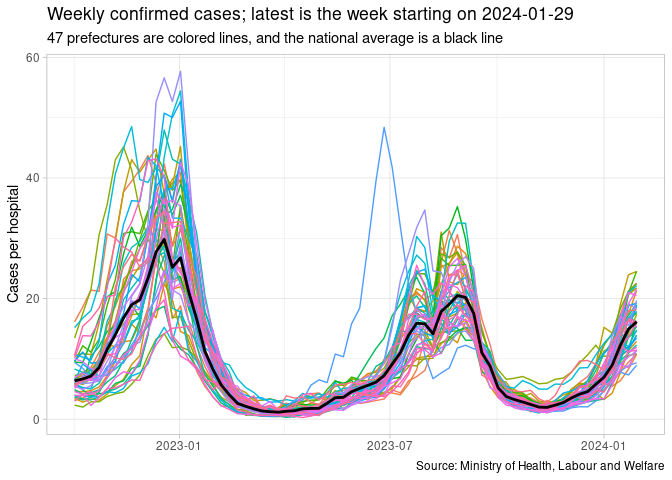 Weekly confirmed cases; latest is the week starting on 2024-01-29
47 prefectures are colored lines, and the national average is a black line
60
40
20
0
Cases per hospital
2023-01
2023-07
2024-01
Source: Ministry of Health, Labour and Welfare